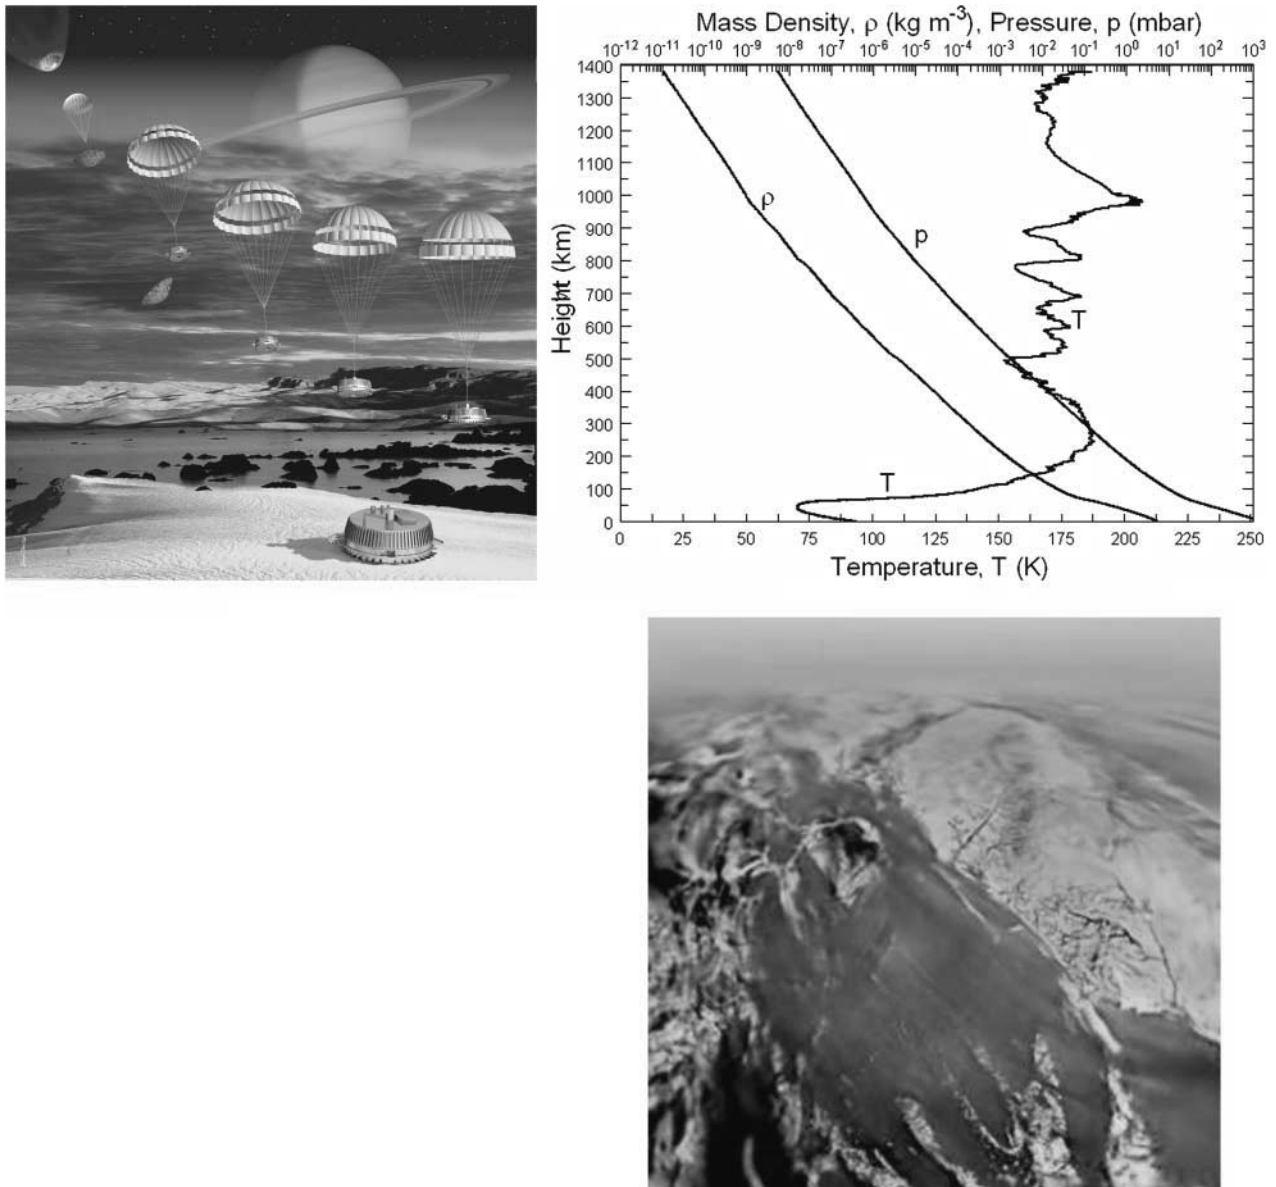 Mass Density, ρ (kg m⁻³), Pressure, p (mbar)
10⁻¹² 10⁻¹¹ 10⁻¹⁰ 10⁻⁹ 10⁻⁸ 10⁻⁷ 10⁻⁶ 10⁻⁵ 10⁻⁴ 10⁻³ 10⁻² 10⁻¹ 10⁰ 10¹ 10² 10³
1400
1300
1200
1100
1000
900
800
700
600
500
400
300
200
100
0
Height (km)
ρ
p
T
T
0 25 50 75 100 125 150 175 200 225 250
Temperature, T (K)